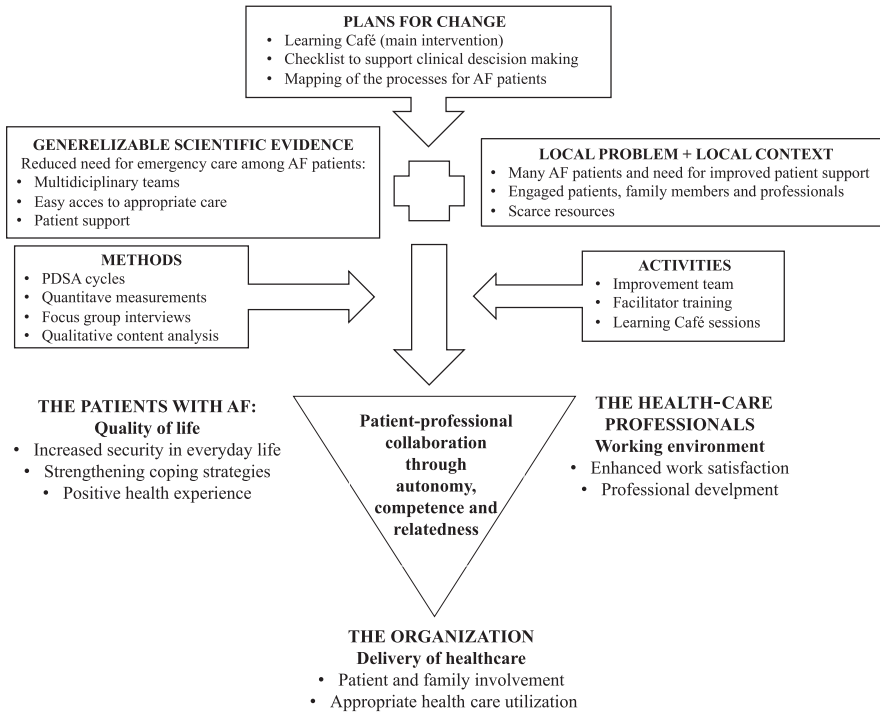 PLANS FOR CHANGE
• Learning Café (main intervention)
• Checklist to support clinical descision making
• Mapping of the processes for AF patients
GENERELIZABLE SCIENTIFIC EVIDENCE
Reduced need for emergency care among AF patients:
• Multidiciplinary teams
• Easy acces to appropriate care
• Patient support
LOCAL PROBLEM + LOCAL CONTEXT
• Many AF patients and need for improved patient support
• Engaged patients, family members and professionals
• Scarce resources
METHODS
• PDSA cycles
• Quantitave measurements
• Focus group interviews
• Qualitative content analysis
ACTIVITIES
• Improvement team
• Facilitator training
• Learning Café sessions
THE PATIENTS WITH AF:
Quality of life
• Increased security in everyday life
• Strengthening coping strategies
• Positive health experience
Patient-professional
collaboration
through
autonomy,
competence and
relatedness
THE HEALTH-CARE
PROFESSIONALS
Working environment
• Enhanced work satisfaction
• Professional develpment
THE ORGANIZATION
Delivery of healthcare
• Patient and family involvement
• Appropriate health care utilization